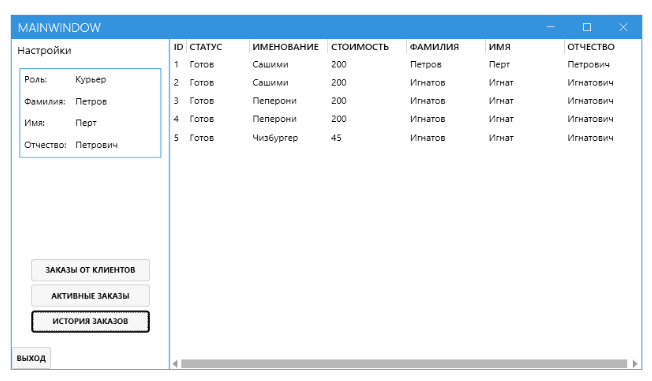 MAINWINDOW
Настройки
Роль: Курьер
Фамилия: Петров
Имя: Перт
Отчество: Петрович
ЗАКАЗЫ ОТ КЛИЕНТОВ
АКТИВНЫЕ ЗАКАЗЫ
ИСТОРИЯ ЗАКАЗОВ
ВЫХОД
ID СТАТУС ИМЕНОВАНИЕ СТОИМОСТЬ ФАМИЛИЯ ИМЯ ОТЧЕСТВО
1 Готов Сашими 200 Петров Перт Петрович
2 Готов Сашими 200 Игнатов Игнат Игнатович
3 Готов Пеперони 200 Игнатов Игнат Игнатович
4 Готов Пеперони 200 Игнатов Игнат Игнатович
5 Готов Чизбургер 45 Игнатов Игнат Игнатович